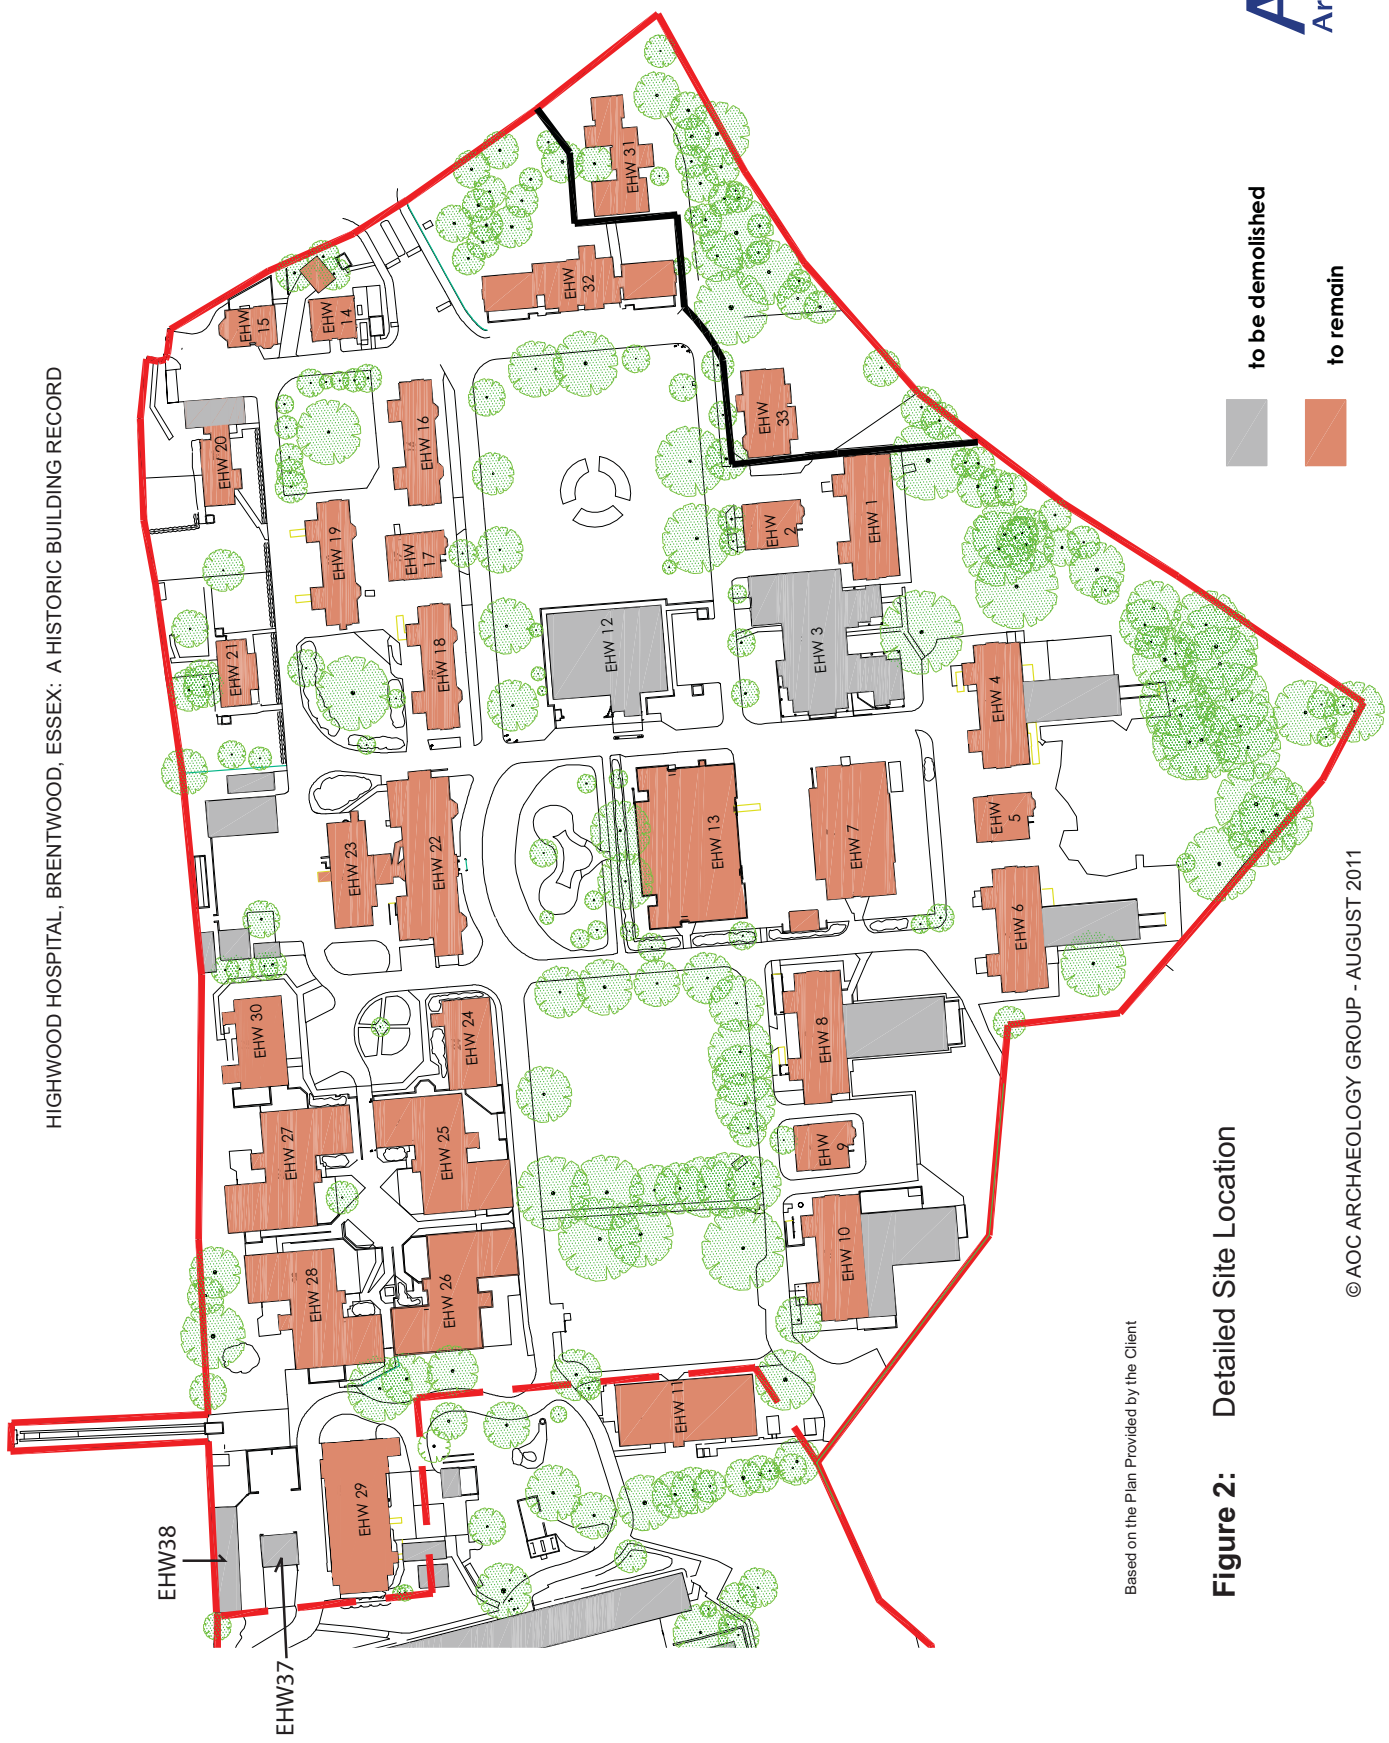 HIGHWOOD HOSPITAL, BRENTWOOD, ESSEX: A HISTORIC BUILDING RECORD
EHW38
EHW37
EHW 15
EHW 14
EHW 20
EHW 16
EHW 19
EHW 17
EHW 18
EHW 21
EHW 31
EHW 32
EHW 33
EHW 1
EHW 2
EHW 3
EHW 12
EHW 4
EHW 5
EHW 6
EHW 7
EHW 13
EHW 22
EHW 23
EHW 30
EHW 24
EHW 27
EHW 25
EHW 28
EHW 26
EHW 8
EHW 9
EHW 10
EHW 11
EHW 29
to be demolished
to remain
Based on the Plan Provided by the Client
Figure 2: Detailed Site Location
© AOC ARCHAEOLOGY GROUP - AUGUST 2011